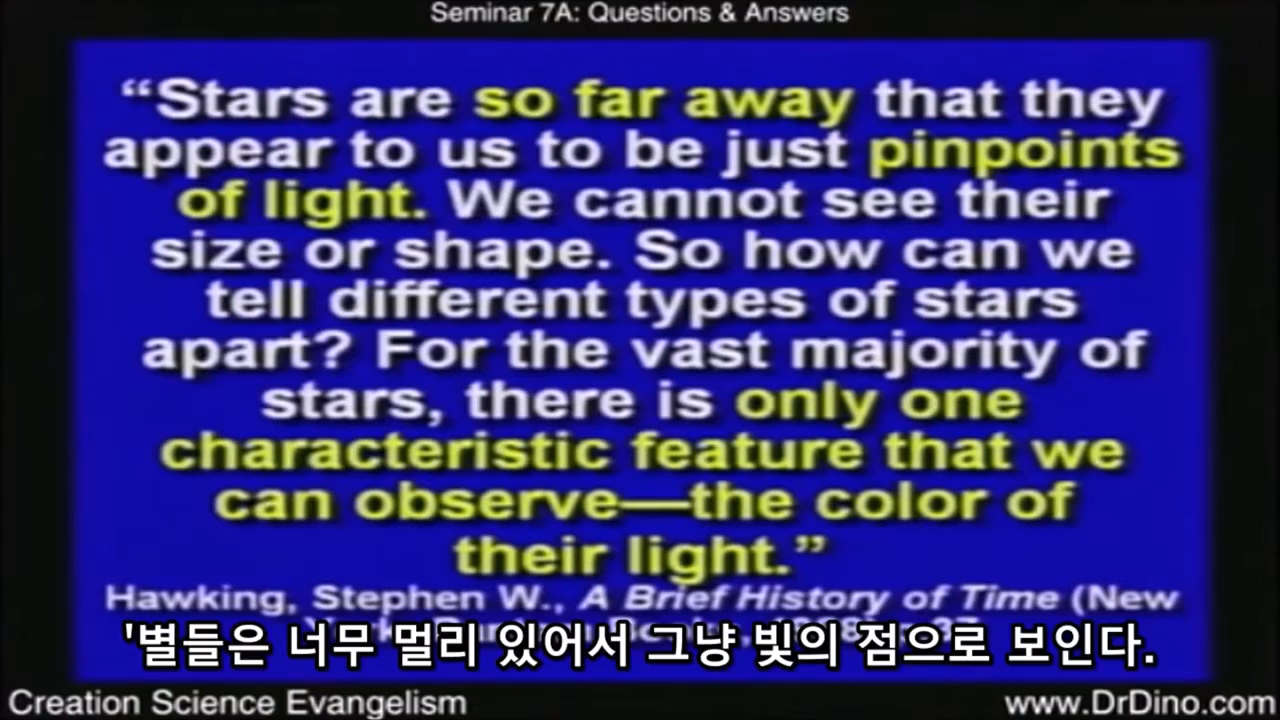 Seminar 7A: Questions & Answers
“Stars are so far away that they
appear to us to be just pinpoints
of light. We cannot see their
size or shape. So how can we
tell different types of stars
apart? For the vast majority of
stars, there is only one
characteristic feature that we
can observe—the color of
their light.”
Hawking, Stephen W., A Brief History of Time (New
'별들은 너무 멀리 있어서 그냥 빛의 점으로 보인다.
Creation Science Evangelism
www.DrDino.com